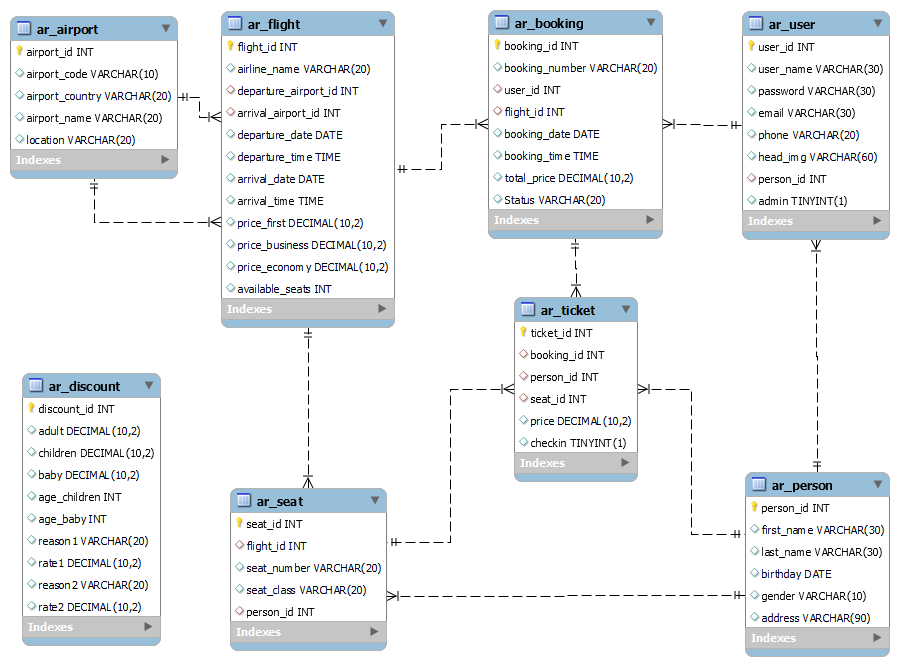 ar_airport
airport_id INT
airport_code VARCHAR(10)
airport_country VARCHAR(20)
airport_name VARCHAR(20)
location VARCHAR(20)
Indexes
ar_flight
flight_id INT
airline_name VARCHAR(20)
departure_airport_id INT
arrival_airport_id INT
departure_date DATE
departure_time TIME
arrival_date DATE
arrival_time TIME
price_first DECIMAL(10,2)
price_business DECIMAL(10,2)
price_economy DECIMAL(10,2)
available_seats INT
Indexes
ar_booking
booking_id INT
booking_number VARCHAR(20)
user_id INT
flight_id INT
booking_date DATE
booking_time TIME
total_price DECIMAL(10,2)
Status VARCHAR(20)
Indexes
ar_user
user_id INT
user_name VARCHAR(30)
password VARCHAR(30)
email VARCHAR(30)
phone VARCHAR(20)
head_img VARCHAR(60)
person_id INT
admin TINYINT(1)
Indexes
ar_ticket
ticket_id INT
booking_id INT
person_id INT
seat_id INT
price DECIMAL(10,2)
checkin TINYINT(1)
Indexes
ar_discount
discount_id INT
adult DECIMAL(10,2)
children DECIMAL(10,2)
baby DECIMAL(10,2)
age_children INT
age_baby INT
reason1 VARCHAR(20)
rate1 DECIMAL(10,2)
reason2 VARCHAR(20)
rate2 DECIMAL(10,2)
Indexes
ar_seat
seat_id INT
flight_id INT
seat_number VARCHAR(20)
seat_class VARCHAR(20)
person_id INT
Indexes
ar_person
person_id INT
first_name VARCHAR(30)
last_name VARCHAR(30)
birthday DATE
gender VARCHAR(10)
address VARCHAR(90)
Indexes